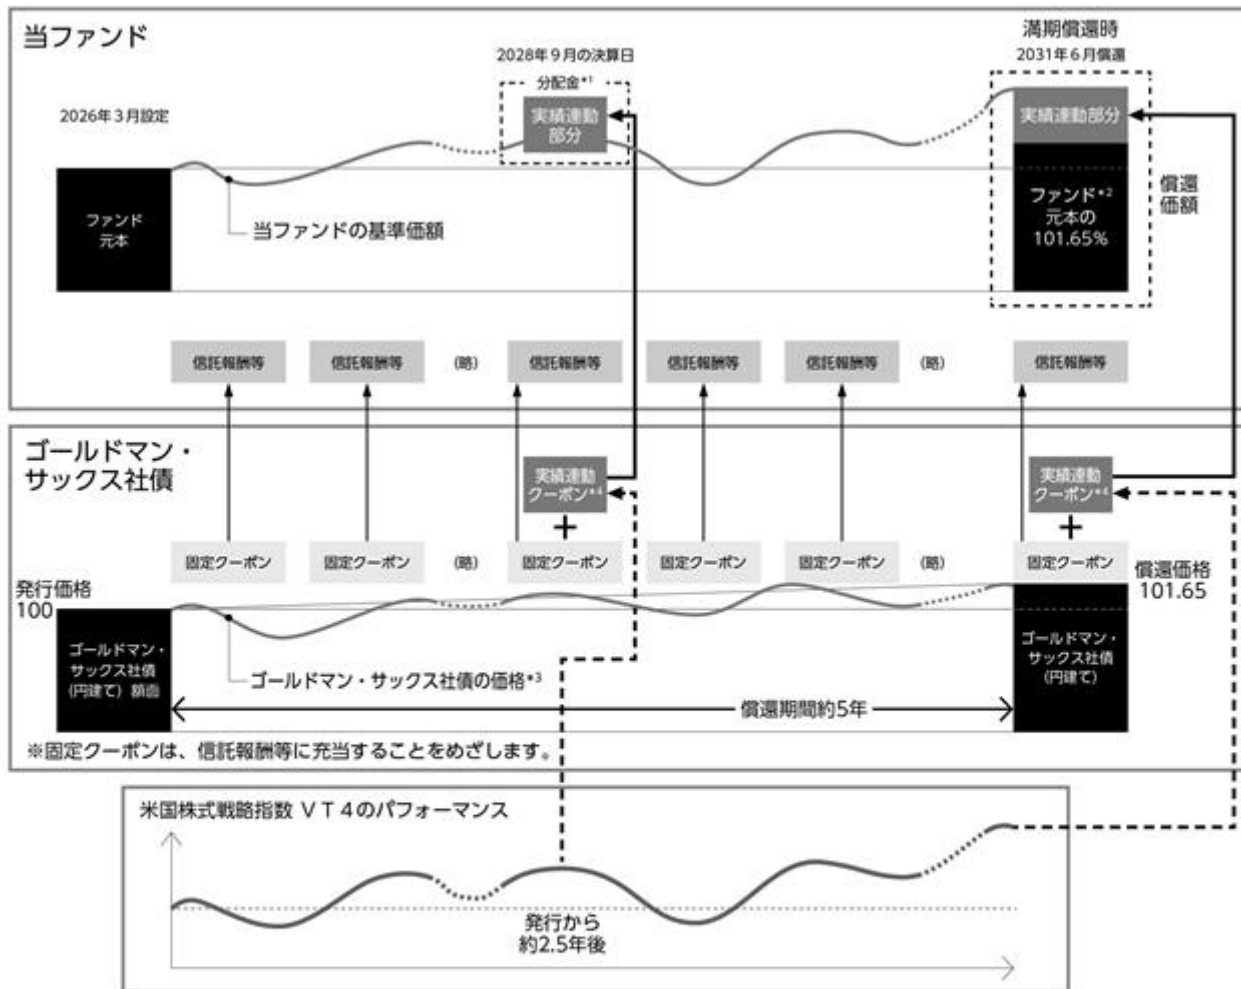 当ファンド
満期償還時
2031年6月償還
2028年9月の決算日
分配金*1
2026年3月設定
実績連動
部分
実績連動部分
ファンド
元本
当ファンドの基準価額
ファンド*2
元本の
101.65%
償還
価額
信託報酬等
信託報酬等
(略)
信託報酬等
信託報酬等
信託報酬等
(略)
信託報酬等
ゴールドマン・
サックス社債
実績連動
クーポン*4
+
実績連動
クーポン*4
+
固定クーポン
固定クーポン
(略)
固定クーポン
固定クーポン
固定クーポン
(略)
固定クーポン
発行価格
100
償還価格
101.65
ゴールドマン・
サックス社債
(円建て) 額面
ゴールドマン・サックス社債の価格*3
償還期間約5年
ゴールドマン・
サックス社債
(円建て)
※固定クーポンは、信託報酬等に充当することをめざします。
米国株式戦略指数 VT4のパフォーマンス
発行から
約2.5年後